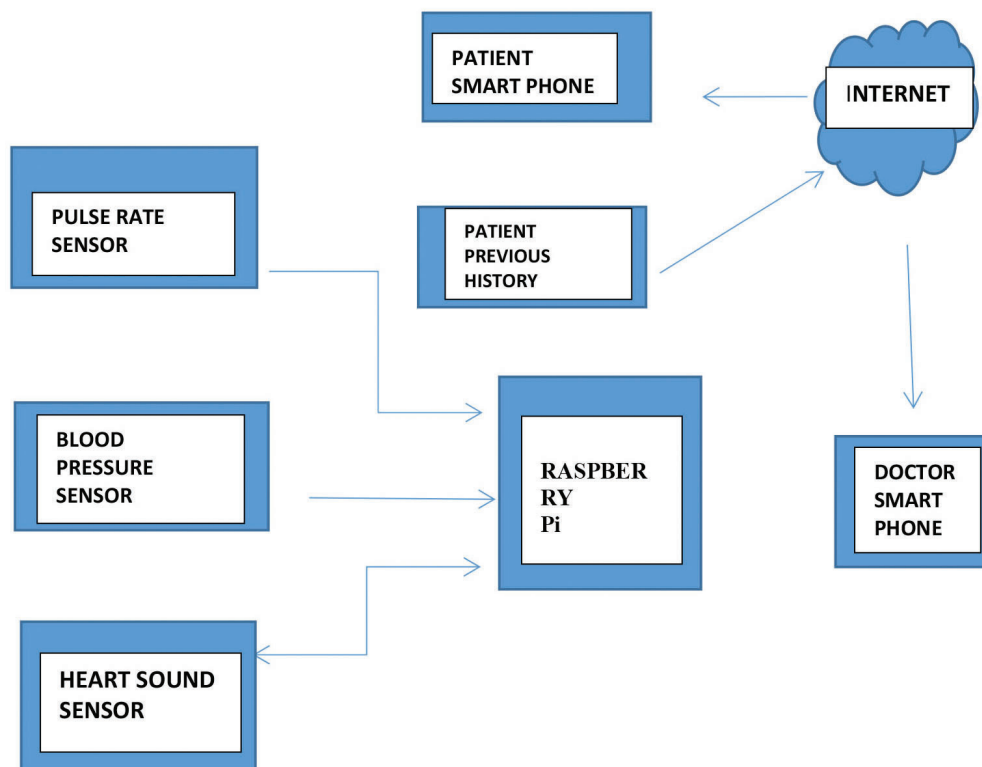 PATIENT
SMART PHONE
INTERNET
PULSE RATE
SENSOR
PATIENT
PREVIOUS
HISTORY
BLOOD
PRESSURE
SENSOR
RASPBER
RY
Pi
DOCTOR
SMART
PHONE
HEART SOUND
SENSOR